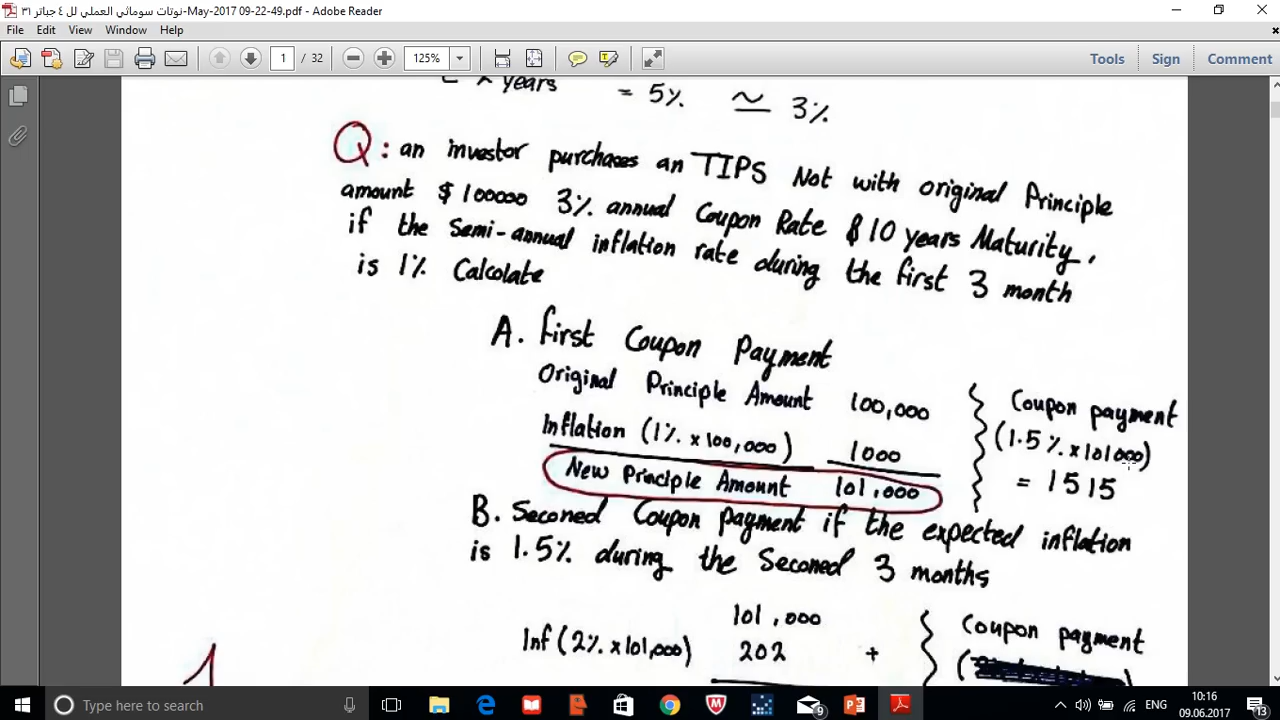 نوتات سوماثي العملي لل ٤ جباتر ٣١-May-2017 09-22-49.pdf - Adobe Reader
File Edit View Window Help
1 / 32 125% Tools Sign Comment
x years = 5% ≃ 3%
Q: an investor purchases an TIPS Not with original Principle
amount $ 100000 3% annual Coupon Rate $ 10 years Maturity.
if the Semi-annual inflation rate during the first 3 month
is 1% Calculate
A. First Coupon Payment
Original Principle Amount 100,000
Inflation (1% x 100,000) 1000
New Principle Amount 101,000
Coupon payment
(1.5% x 101000)
= 1515
B. Seconed Coupon payment if the expected inflation
is 1.5% during the Seconed 3 months
101,000
Inf (2% x 101,000) 202 +
Coupon payment
(
1
Type here to search
9
ENG
10:16
09.06.2017
13